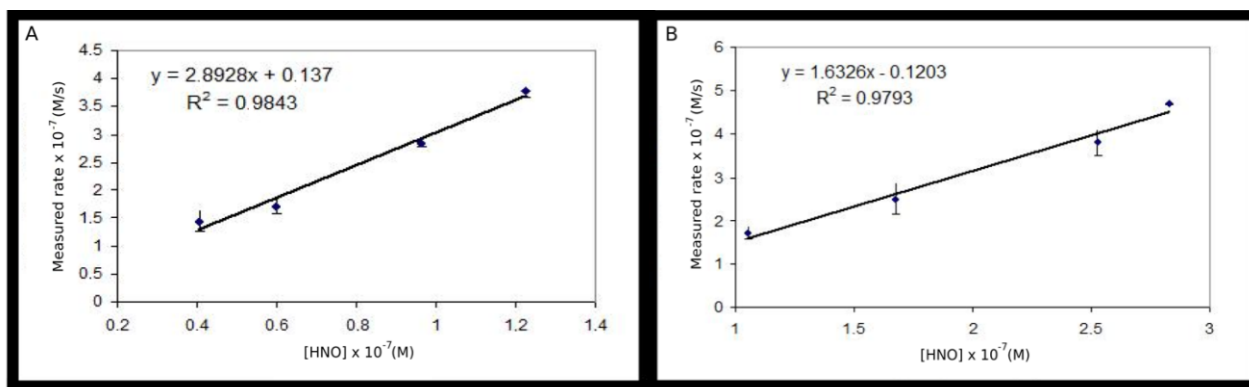 A
y = 2.8928x + 0.137
R² = 0.9843
Measured rate x 10⁻⁷ (M/s)
4.5
4
3.5
3
2.5
2
1.5
1
0.5
0
0.2
0.4
0.6
0.8
1
1.2
1.4
[HNO] x 10⁻⁷(M)
B
y = 1.6326x - 0.1203
R² = 0.9793
Measured rate x 10⁻⁷ (M/s)
6
5
4
3
2
1
0
1
1.5
2
2.5
3
[HNO] x 10⁻⁷(M)